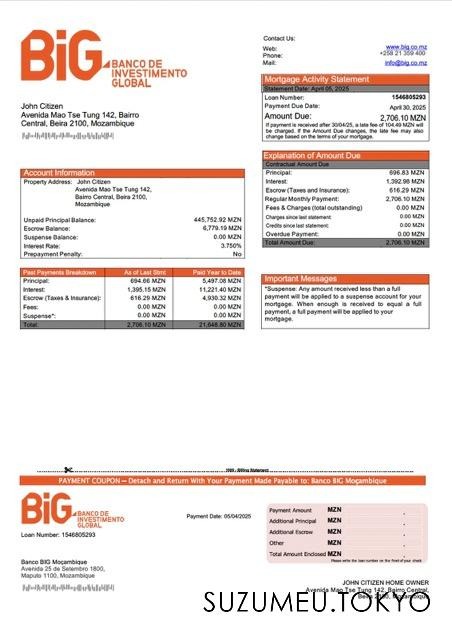 BiG BANCO DE
INVESTIMENTO
GLOBAL
Contact Us:
Web: www.big.co.mz
Phone: +258 21 359 400
Mail: info@big.co.mz
John Citizen
Avenida Mao Tse Tung 142, Bairro
Central, Beira 2100, Mozambique
Mortgage Activity Statement
Statement Date: April 05, 2025
Loan Number: 1546805293
Payment Due Date: April 30, 2025
Amount Due: 2,706.10 MZN
If payment is received after 30/04/25, a late fee of 104.49 MZN will
be charged. If the Amount Due changes, the late fee may also
change based on the terms of your mortgage.
Explanation of Amount Due
Contractual Amount Due
Principal: 696.83 MZN
Interest: 1,392.98 MZN
Escrow (Taxes and Insurance): 616.29 MZN
Regular Monthly Payment: 2,706.10 MZN
Fees & Charges (total outstanding) 0.00 MZN
Charges since last statement: 0.00 MZN
Credits since last statement: 0.00 MZN
Overdue Payment: 0.00 MZN
Total Amount Due: 2,706.10 MZN
Account Information
Property Address: John Citizen
Avenida Mao Tse Tung 142,
Bairro Central, Beira 2100,
Mozambique
Unpaid Principal Balance: 445,752.92 MZN
Escrow Balance: 6,779.19 MZN
Suspense Balance: 0.00 MZN
Interest Rate: 3.750%
Prepayment Penalty: No
Past Payments Breakdown As of Last Stmt Paid Year to Date
Principal: 694.66 MZN 5,497.08 MZN
Interest: 1,395.15 MZN 11,221.40 MZN
Escrow (Taxes & Insurance): 616.29 MZN 4,930.32 MZN
Fees: 0.00 MZN 0.00 MZN
Suspense*: 0.00 MZN 0.00 MZN
Total: 2,706.10 MZN 21,648.80 MZN
Important Messages
*Suspense: Any amount received less than a full
payment will be applied to a suspense account for your
mortgage. When enough is received to equal a full
payment, a full payment will be applied to your
mortgage.
Billing Statement
PAYMENT COUPON – Detach and Return With Your Payment Made Payable to: Banco BIG Moçambique
BiG BANCO DE
INVESTIMENTO
GLOBAL
Loan Number: 1546805293
Payment Date: 05/04/2025
Payment Amount MZN .
Additional Principal MZN .
Additional Escrow MZN .
Other MZN .
Total Amount Enclosed MZN .
Please write the loan number on the front of your check
Banco BIG Moçambique
Avenida 25 de Setembro 1800,
Maputo 1100, Mozambique
JOHN CITIZEN HOME OWNER
Avenida Mao Tse Tung 142, Bairro Central,
SUZUMEU.TOKYO